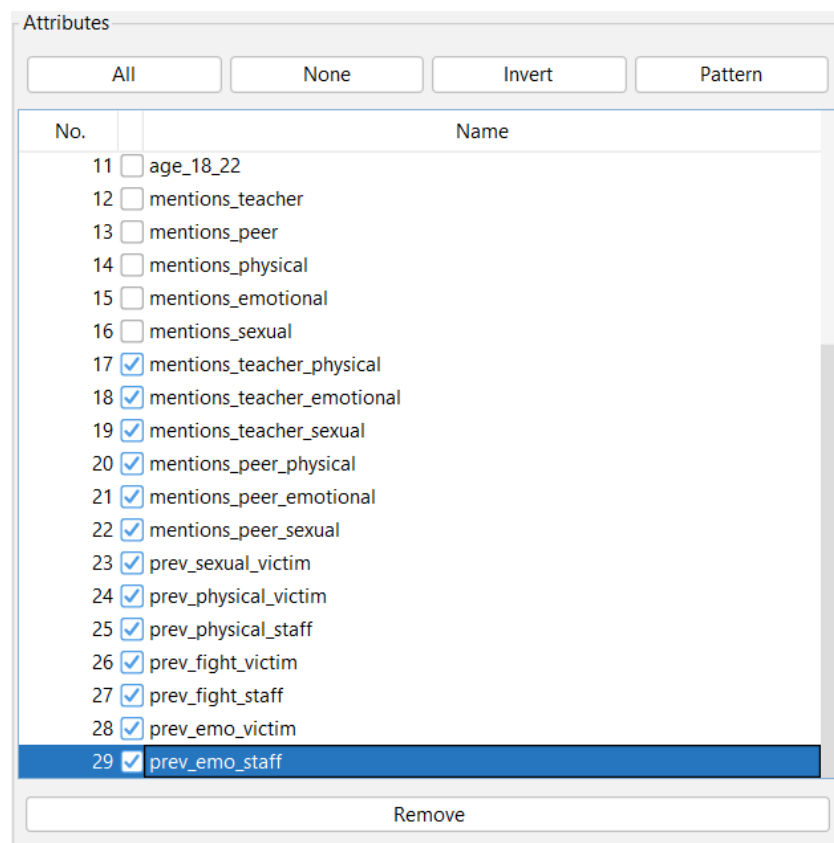 Attributes
All None Invert Pattern
No. Name
11 age_18_22
12 mentions_teacher
13 mentions_peer
14 mentions_physical
15 mentions_emotional
16 mentions_sexual
17 mentions_teacher_physical
18 mentions_teacher_emotional
19 mentions_teacher_sexual
20 mentions_peer_physical
21 mentions_peer_emotional
22 mentions_peer_sexual
23 prev_sexual_victim
24 prev_physical_victim
25 prev_physical_staff
26 prev_fight_victim
27 prev_fight_staff
28 prev_emo_victim
29 prev_emo_staff
Remove